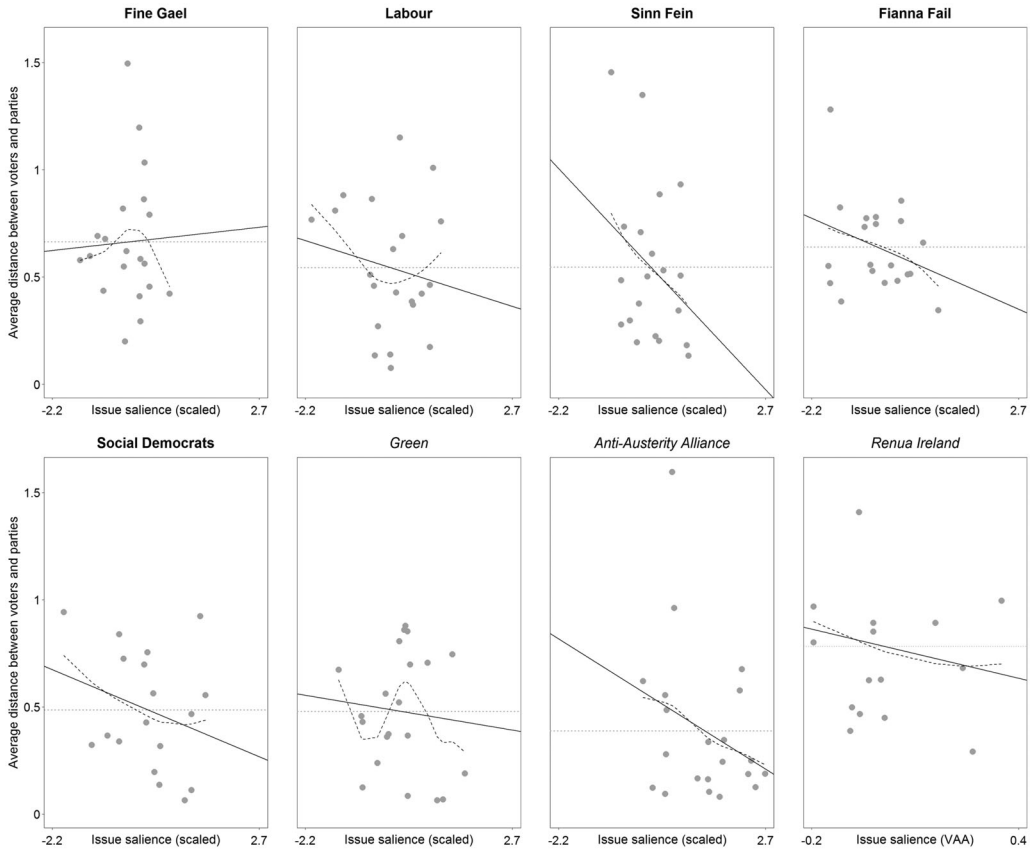 Fine Gael Labour Sinn Fein Fianna Fail
Average distance between voters and parties
1.5
1
0.5
0
-2.2 Issue salience (scaled) 2.7 -2.2 Issue salience (scaled) 2.7 -2.2 Issue salience (scaled) 2.7 -2.2 Issue salience (scaled) 2.7
Social Democrats Green Anti-Austerity Alliance Renua Ireland
Average distance between voters and parties
1.5
1
0.5
0
-2.2 Issue salience (scaled) 2.7 -2.2 Issue salience (scaled) 2.7 -2.2 Issue salience (scaled) 2.7 -0.2 Issue salience (VAA) 0.4